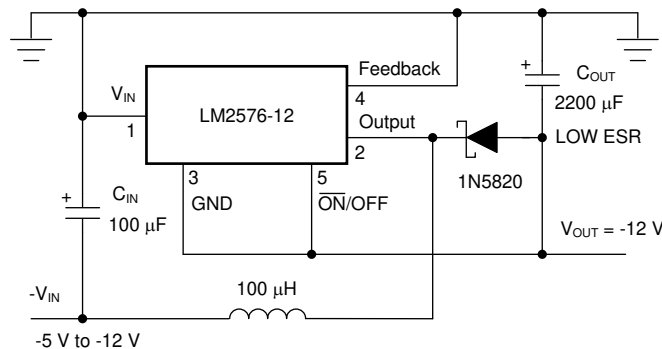 Feedback
+
C_OUT
2200 μF
V_IN
4
1
LM2576-12
Output
LOW ESR
2
3
5
1N5820
+
C_IN
GND
O̅N̅/OFF
100 μF
V_OUT = -12 V
100 μH
-V_IN
-5 V to -12 V